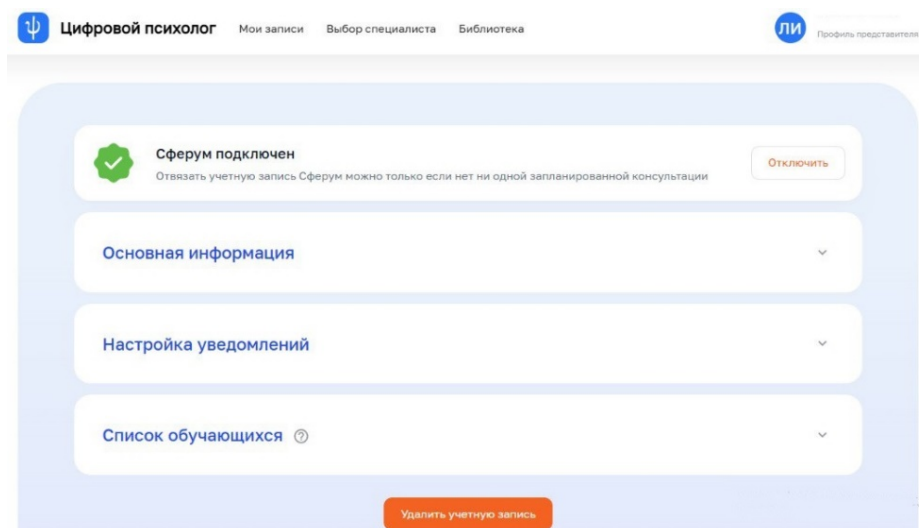 Цифровой психолог Мои записи Выбор специалиста Библиотека ЛИ Профиль представителя
Сферум подключен
Отвязать учетную запись Сферум можно только если нет ни одной запланированной консультации
Отключить
Основная информация
Настройка уведомлений
Список обучающихся
Удалить учетную запись